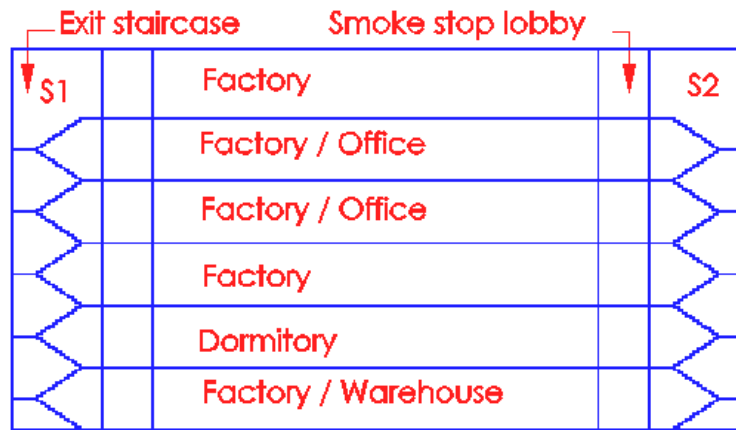 Exit staircase Smoke stop lobby
S1 Factory S2
Factory / Office
Factory / Office
Factory
Dormitory
Factory / Warehouse